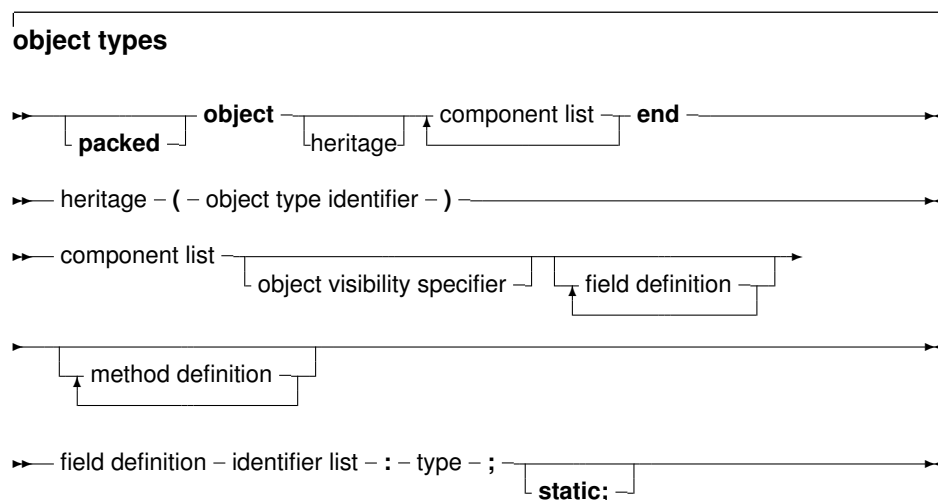 object types
packed object heritage component list end
heritage ( object type identifier )
component list object visibility specifier field definition
method definition
field definition identifier list : type ; static;